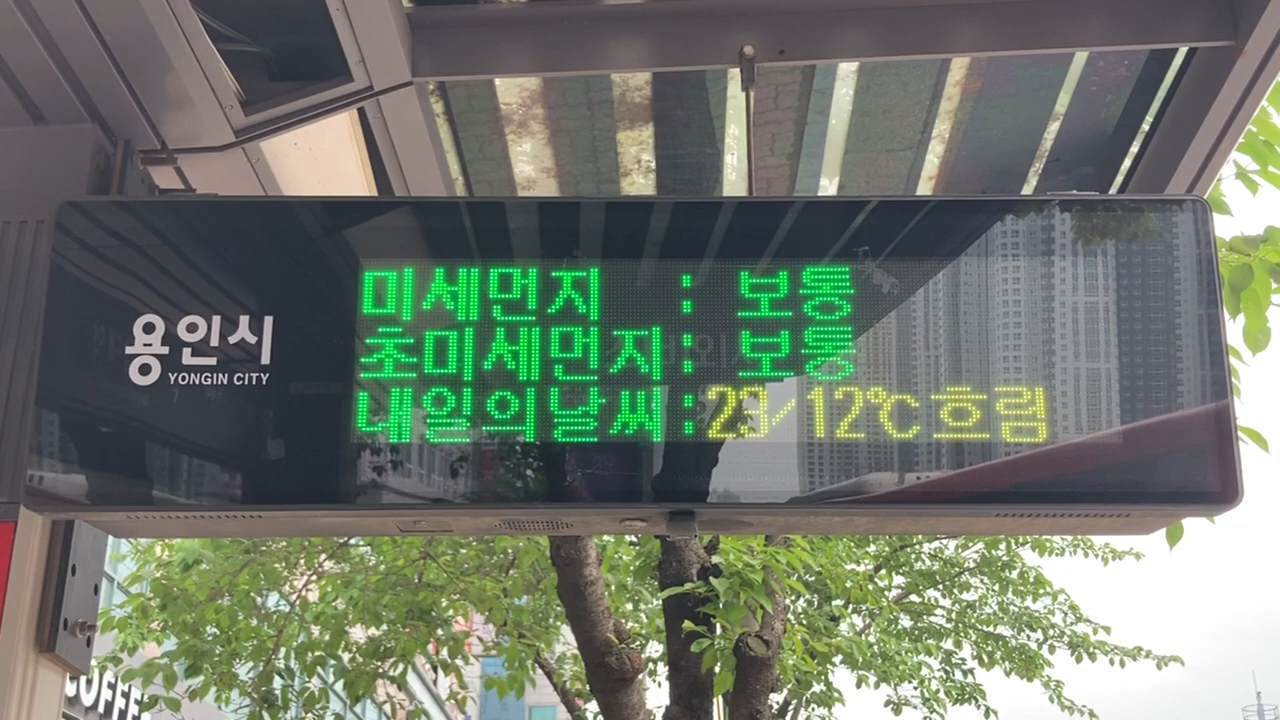 용인시
YONGIN CITY
미세먼지 : 보통
초미세먼지: 보통
내일의날씨:23/12℃흐림
COFFEE